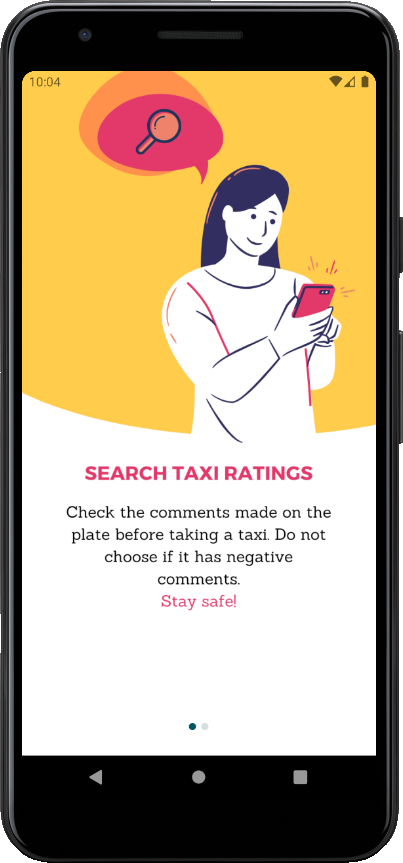 10:04
SEARCH TAXI RATINGS
Check the comments made on the
plate before taking a taxi. Do not
choose if it has negative
comments.
Stay safe!